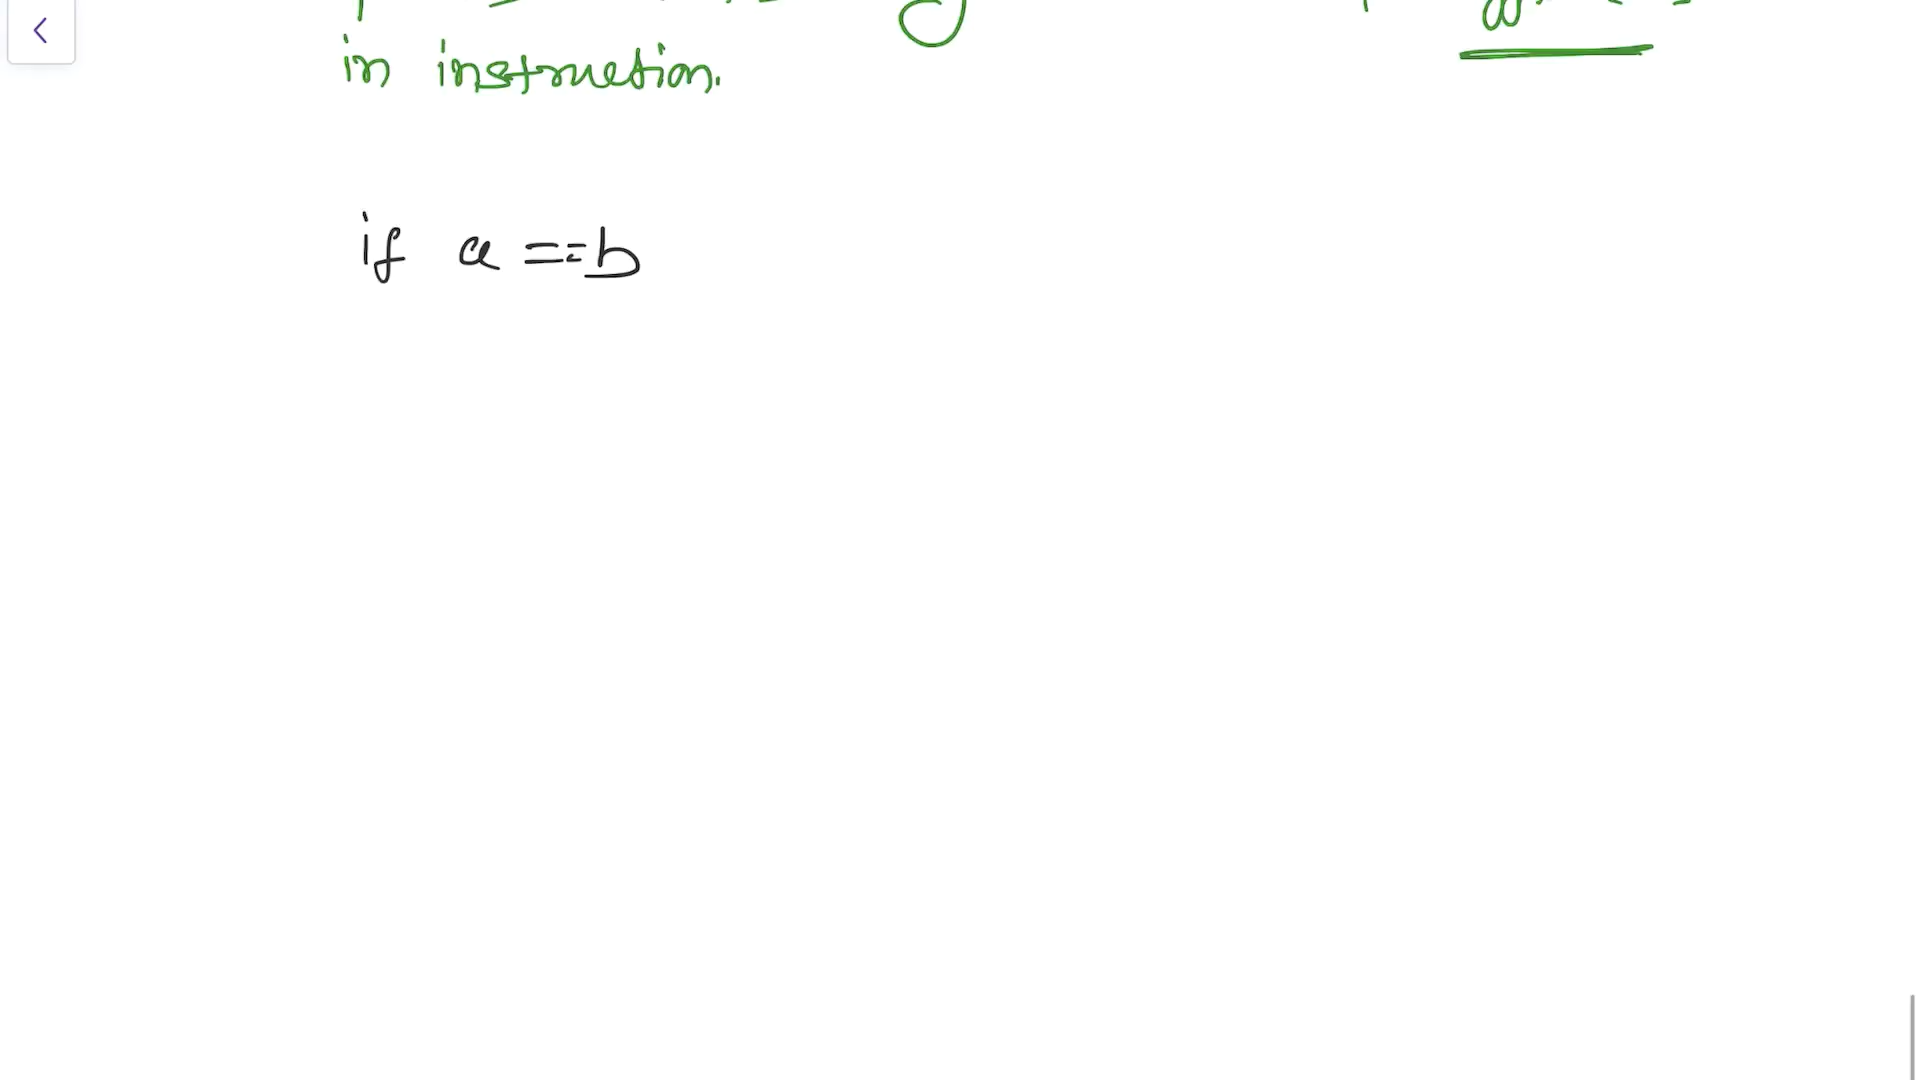 in instruction.
if a == b